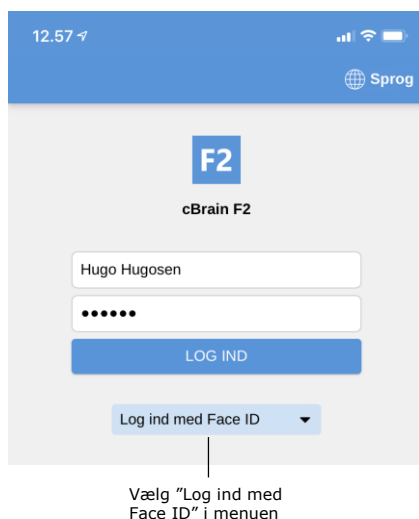 12.57
Sprog
F2
cBrain F2
Hugo Hugosen
••••••
LOG IND
Log ind med Face ID
Vælg ”Log ind med
Face ID” i menuen